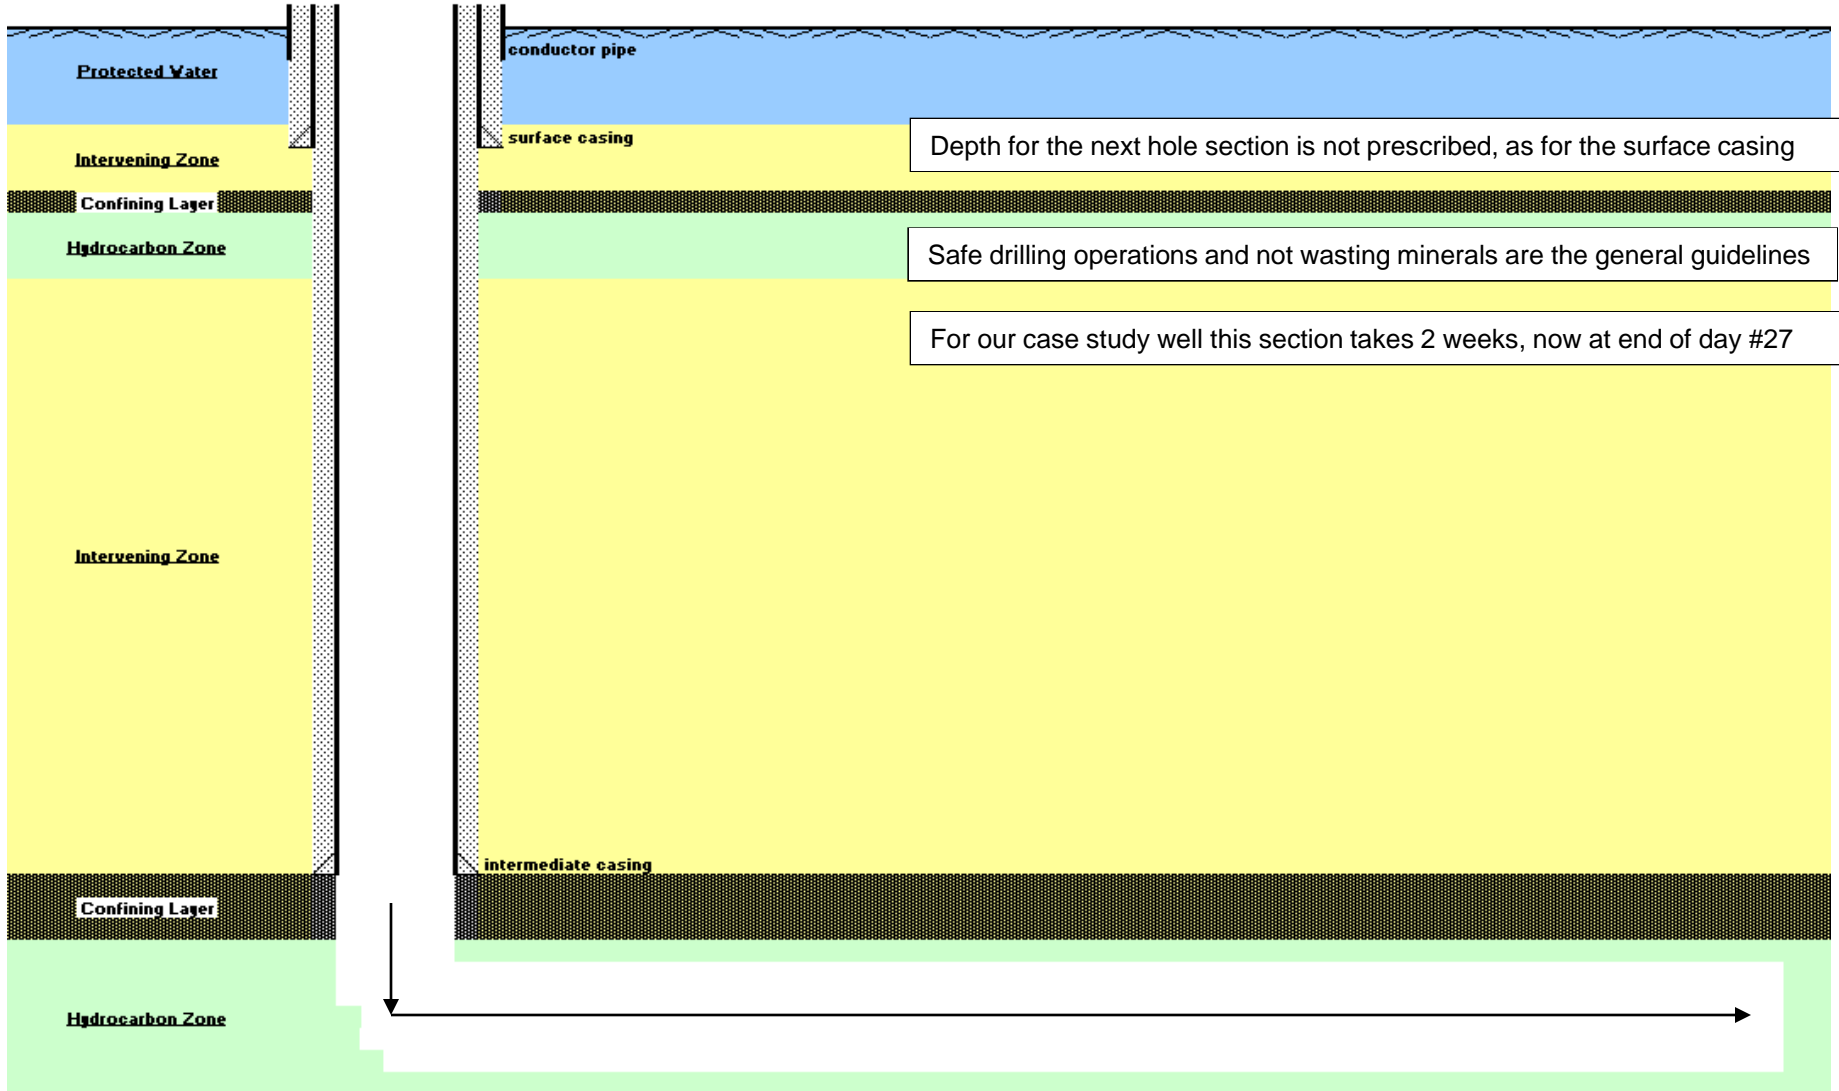 conductor pipe
Protected Water
surface casing
Depth for the next hole section is not prescribed, as for the surface casing
Intervening Zone
Confining Layer
Hydrocarbon Zone
Safe drilling operations and not wasting minerals are the general guidelines
For our case study well this section takes 2 weeks, now at end of day #27
Intervening Zone
intermediate casing
Confining Layer
Hydrocarbon Zone